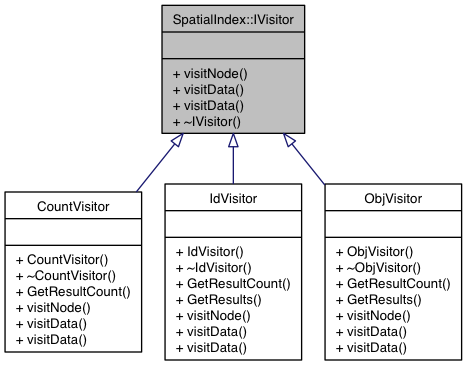 SpatialIndex::IVisitor
+ visitNode()
+ visitData()
+ visitData()
+ ~IVisitor()
CountVisitor
+ CountVisitor()
+ ~CountVisitor()
+ GetResultCount()
+ visitNode()
+ visitData()
+ visitData()
IdVisitor
+ IdVisitor()
+ ~IdVisitor()
+ GetResultCount()
+ GetResults()
+ visitNode()
+ visitData()
+ visitData()
ObjVisitor
+ ObjVisitor()
+ ~ObjVisitor()
+ GetResultCount()
+ GetResults()
+ visitNode()
+ visitData()
+ visitData()